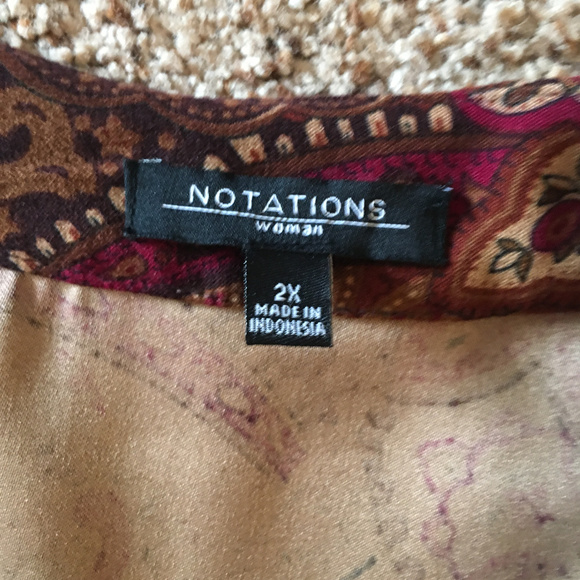 NOTATIONS
woman
2X
MADE IN
INDONESIA